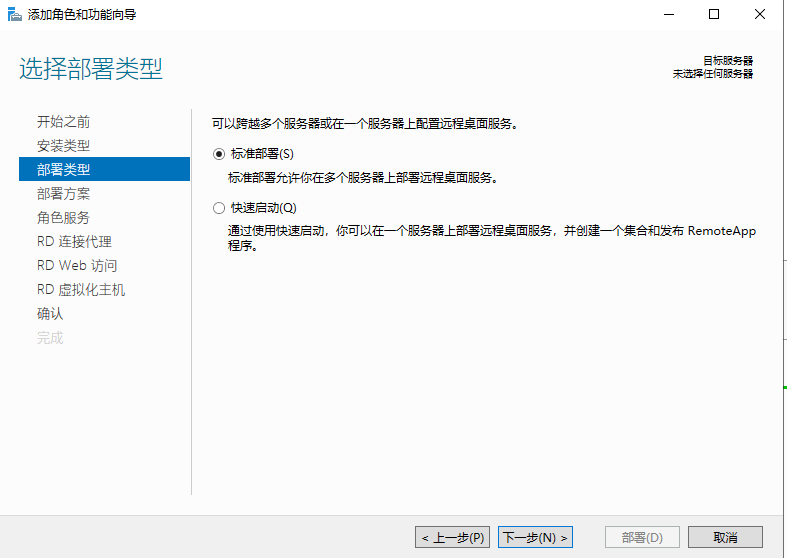 添加角色和功能向导
选择部署类型
目标服务器
未选择任何服务器
开始之前
安装类型
部署类型
部署方案
角色服务
RD 连接代理
RD Web 访问
RD 虚拟化主机
确认
完成
可以跨越多个服务器或在一个服务器上配置远程桌面服务。
标准部署(S)
标准部署允许你在多个服务器上部署远程桌面服务。
快速启动(Q)
通过使用快速启动，你可以在一个服务器上部署远程桌面服务，并创建一个集合和发布 RemoteApp
程序。
< 上一步(P)
下一步(N) >
部署(D)
取消